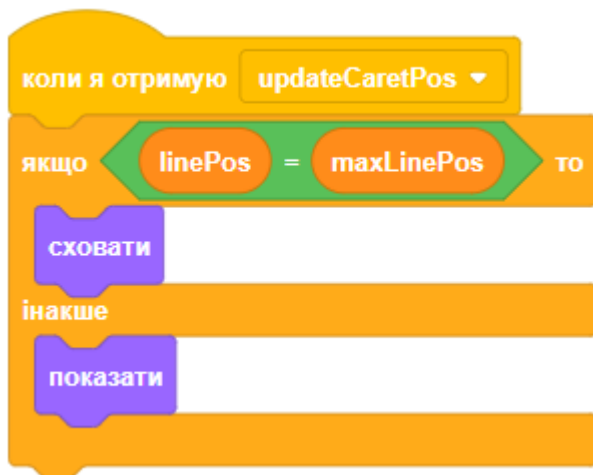 коли я отримую updateCaretPos
якщо linePos = maxLinePos то
сховати
інакше
показати